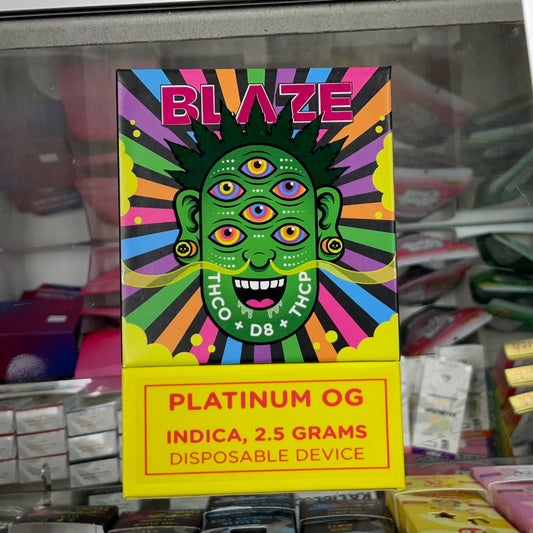 BLAZE
THCO + D8 + THCP
PLATINUM OG
INDICA, 2.5 GRAMS
DISPOSABLE DEVICE